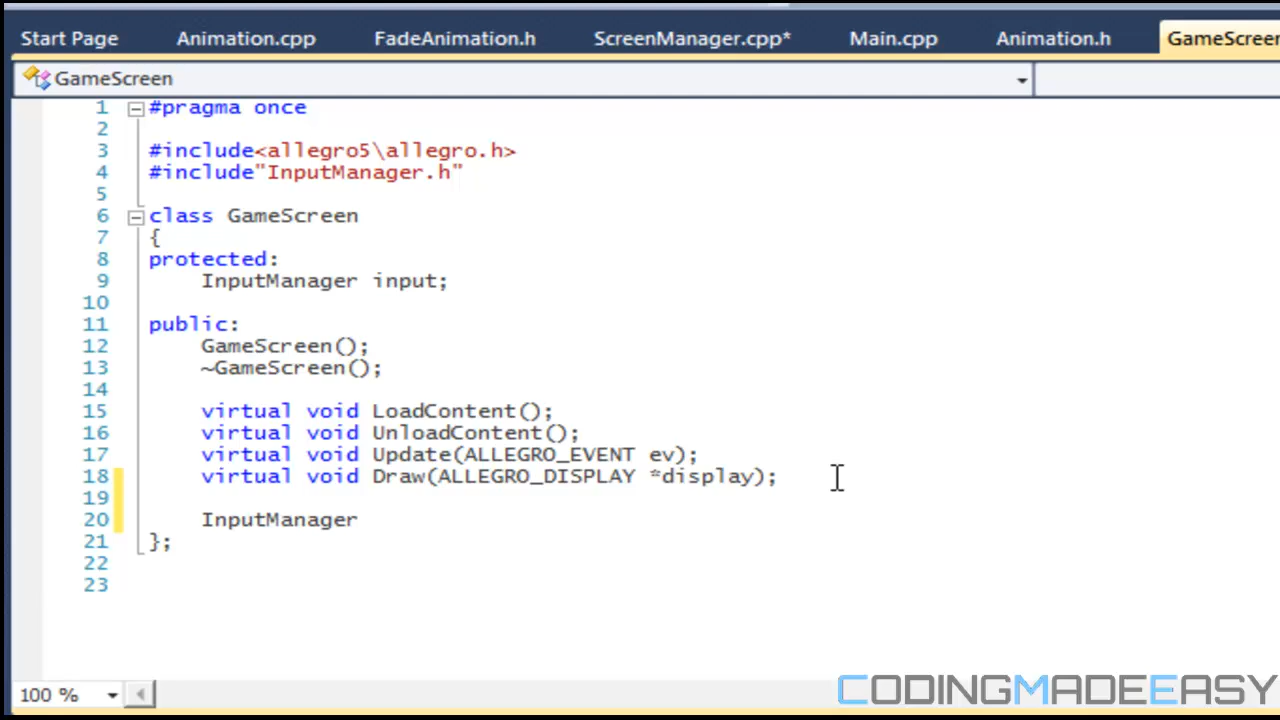 Start Page Animation.cpp FadeAnimation.h ScreenManager.cpp* Main.cpp Animation.h GameScreen
GameScreen
1 #pragma once
2
3 #include<allegro5\allegro.h>
4 #include"InputManager.h"
5
6 class GameScreen
7 {
8 protected:
9 InputManager input;
10
11 public:
12 GameScreen();
13 ~GameScreen();
14
15 virtual void LoadContent();
16 virtual void UnloadContent();
17 virtual void Update(ALLEGRO_EVENT ev);
18 virtual void Draw(ALLEGRO_DISPLAY *display);
19
20 InputManager
21 };
22
23
100 %
CODINGMADEEASY